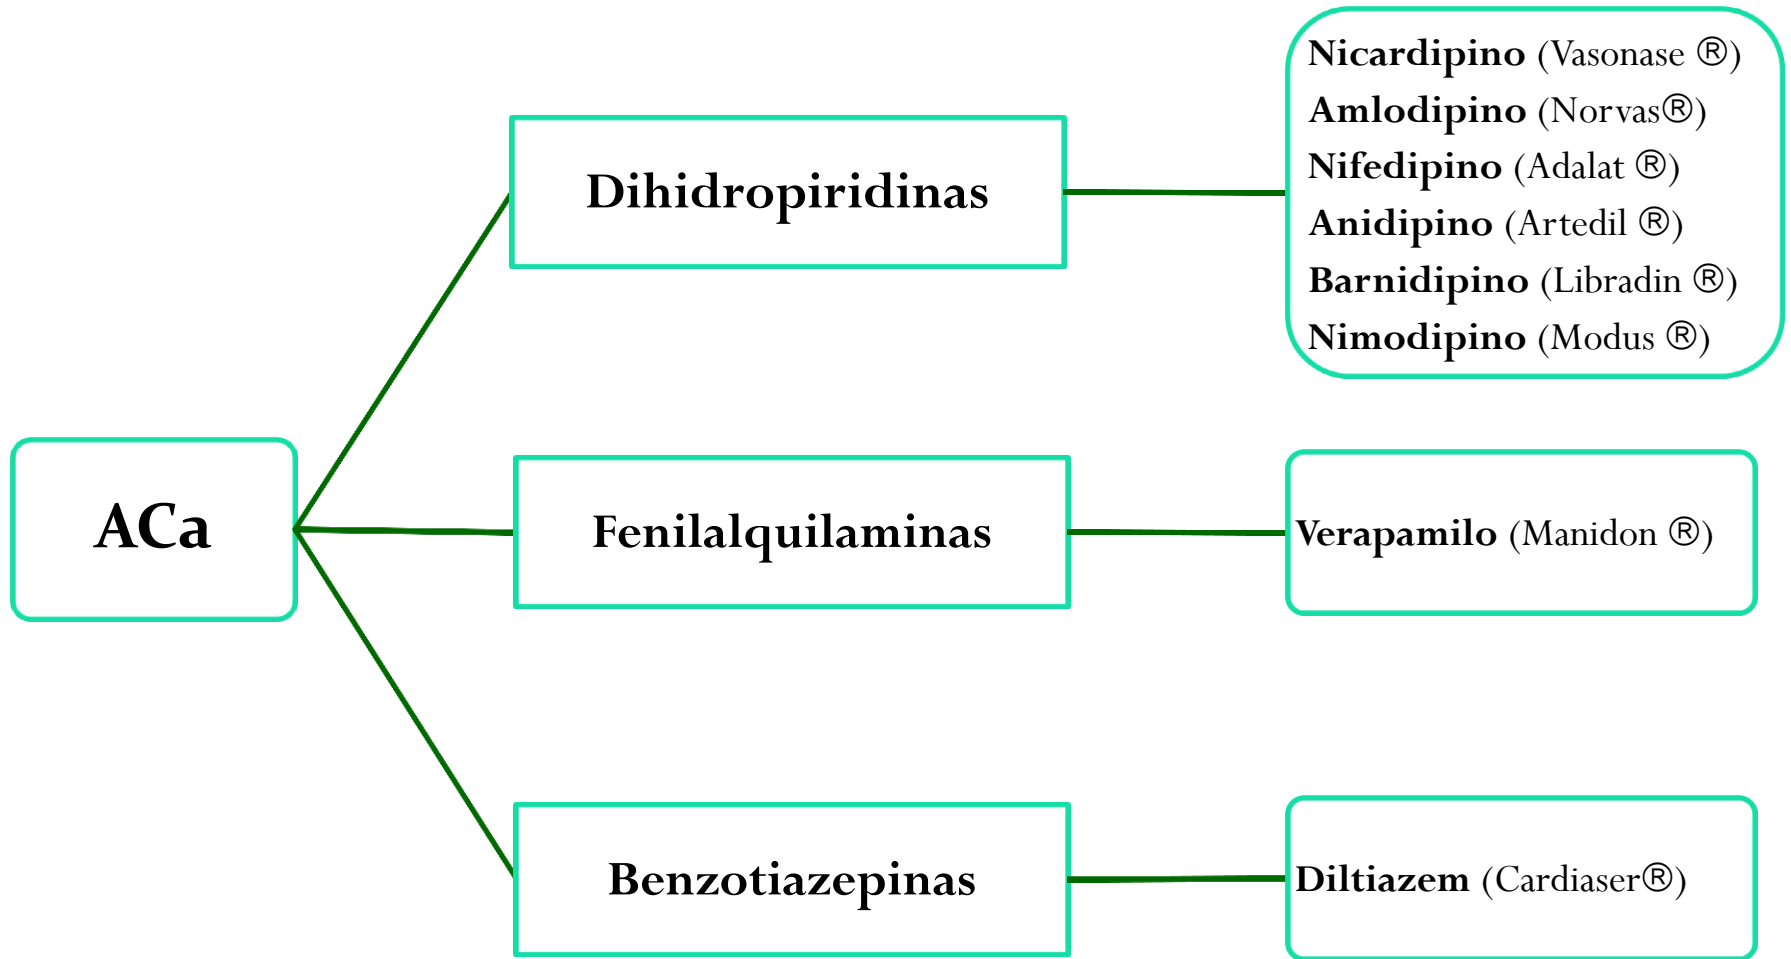 ACa
Dihidropiridinas
Nicardipino (Vasonase ®)
Amlodipino (Norvas®)
Nifedipino (Adalat ®)
Anidipino (Artedil ®)
Barnidipino (Libradin ®)
Nimodipino (Modus ®)
Fenilalquilaminas
Verapamilo (Manidon ®)
Benzotiazepinas
Diltiazem (Cardiaser®)